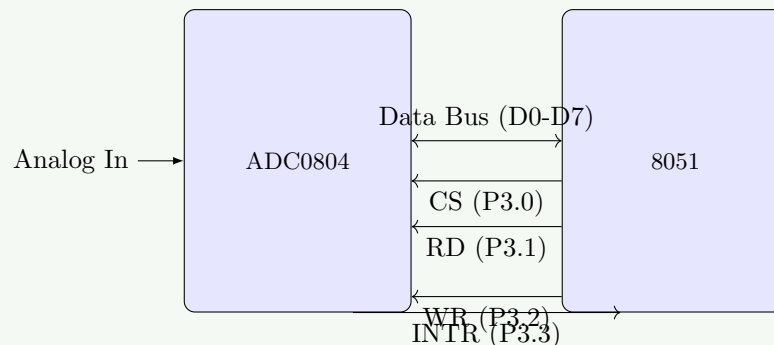 Data Bus (D0-D7)
Analog In
ADC0804
8051
CS (P3.0)
RD (P3.1)
WR (P3.2)
INTR (P3.3)